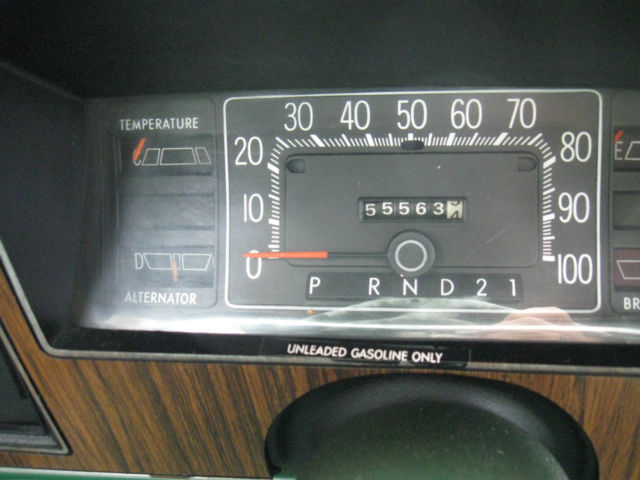 TEMPERATURE
C
30 40 50 60 70
20 80
E
10 90
55563
0 100
D
ALTERNATOR
P R N D 2 1
BR
UNLEADED GASOLINE ONLY